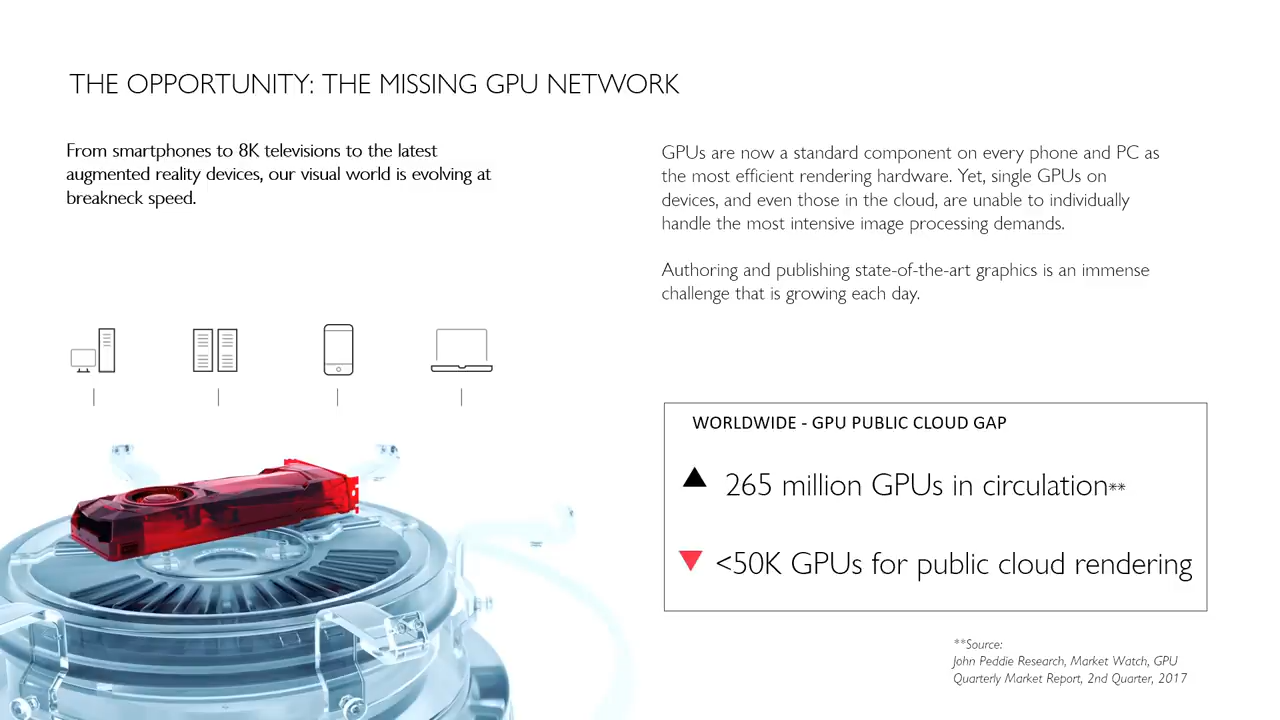 THE OPPORTUNITY: THE MISSING GPU NETWORK
From smartphones to 8K televisions to the latest
augmented reality devices, our visual world is evolving at
breakneck speed.
GPUs are now a standard component on every phone and PC as
the most efficient rendering hardware. Yet, single GPUs on
devices, and even those in the cloud, are unable to individually
handle the most intensive image processing demands.
Authoring and publishing state-of-the-art graphics is an immense
challenge that is growing each day.
WORLDWIDE - GPU PUBLIC CLOUD GAP
265 million GPUs in circulation**
<50K GPUs for public cloud rendering
**Source:
John Peddie Research, Market Watch, GPU
Quarterly Market Report, 2nd Quarter, 2017